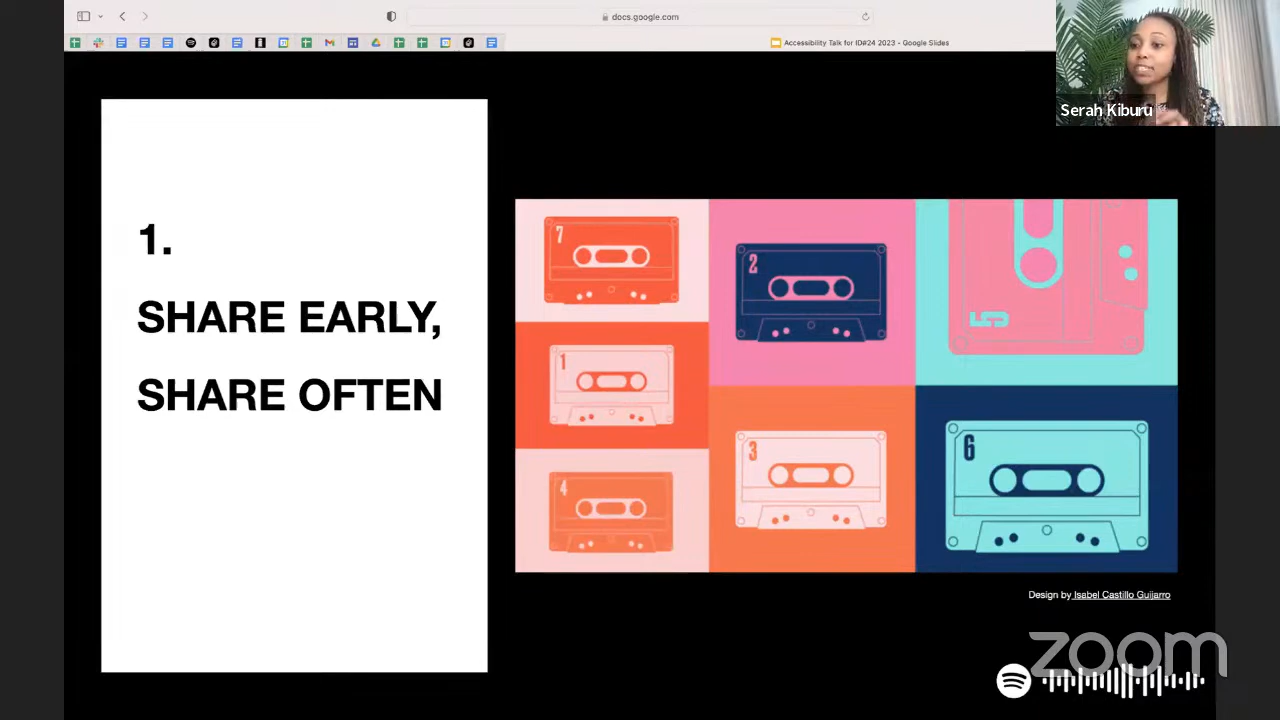 docs.google.com
Accessibility Talk for ID#24 2023 - Google Slides
Serah Kiburu
1.
SHARE EARLY,
SHARE OFTEN
7
2
5
1
3
6
4
Design by Isabel Castillo Guijarro
zoom